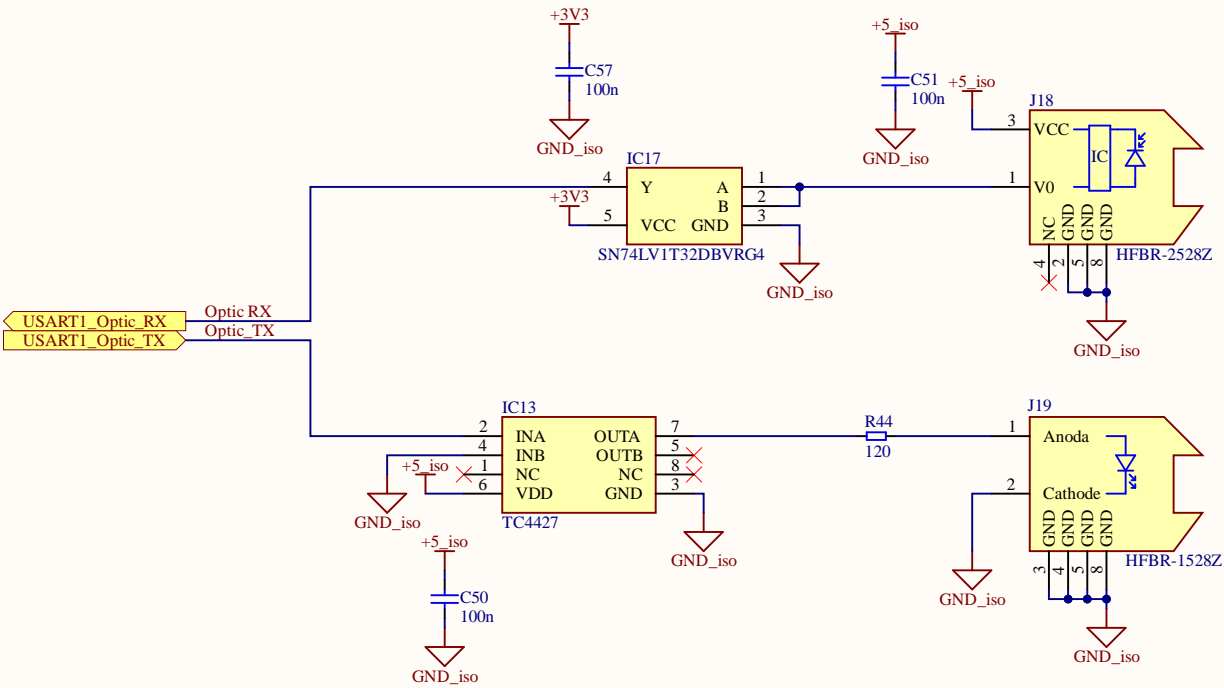 +3V3
C57
100n
GND_iso
+5_iso
C51
100n
GND_iso
+5_iso
J18
3 VCC
IC
1 V0
NC GND GND GND
4 2 5 8
HFBR-2528Z
GND_iso
IC17
4 Y A 1
B 2
+3V3
5 VCC GND 3
SN74LV1T32DBVRG4
GND_iso
USART1_Optic_RX Optic RX
USART1_Optic_TX Optic_TX
IC13
2 INA OUTA 7
4 INB OUTB 5
+5_iso 1 NC NC 8
6 VDD GND 3
TC4427
GND_iso
GND_iso
R44
120
J19
1 Anoda
2 Cathode
GND GND GND GND
3 4 5 8
HFBR-1528Z
GND_iso
GND_iso
+5_iso
C50
100n
GND_iso